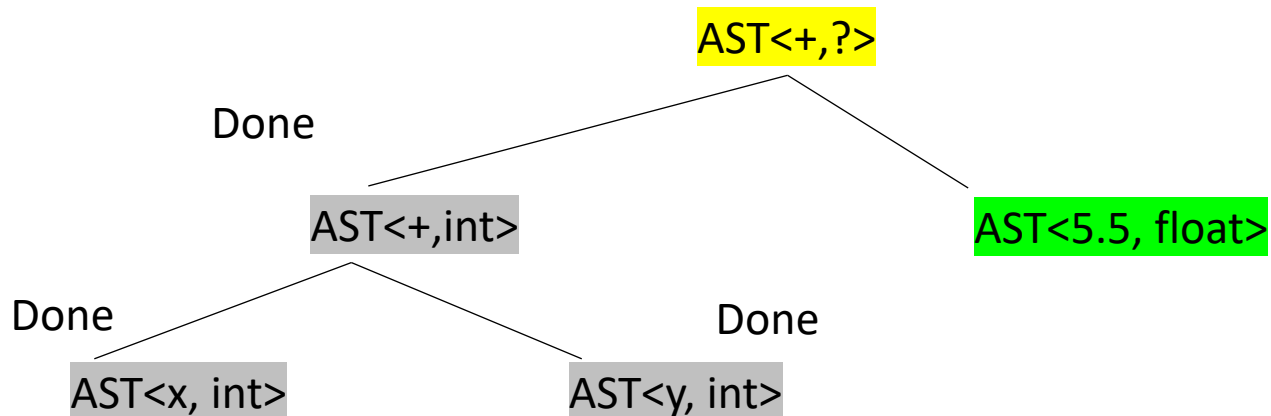 AST<+,?>
Done
AST<+,int>
AST<5.5, float>
Done
Done
AST<x, int>
AST<y, int>